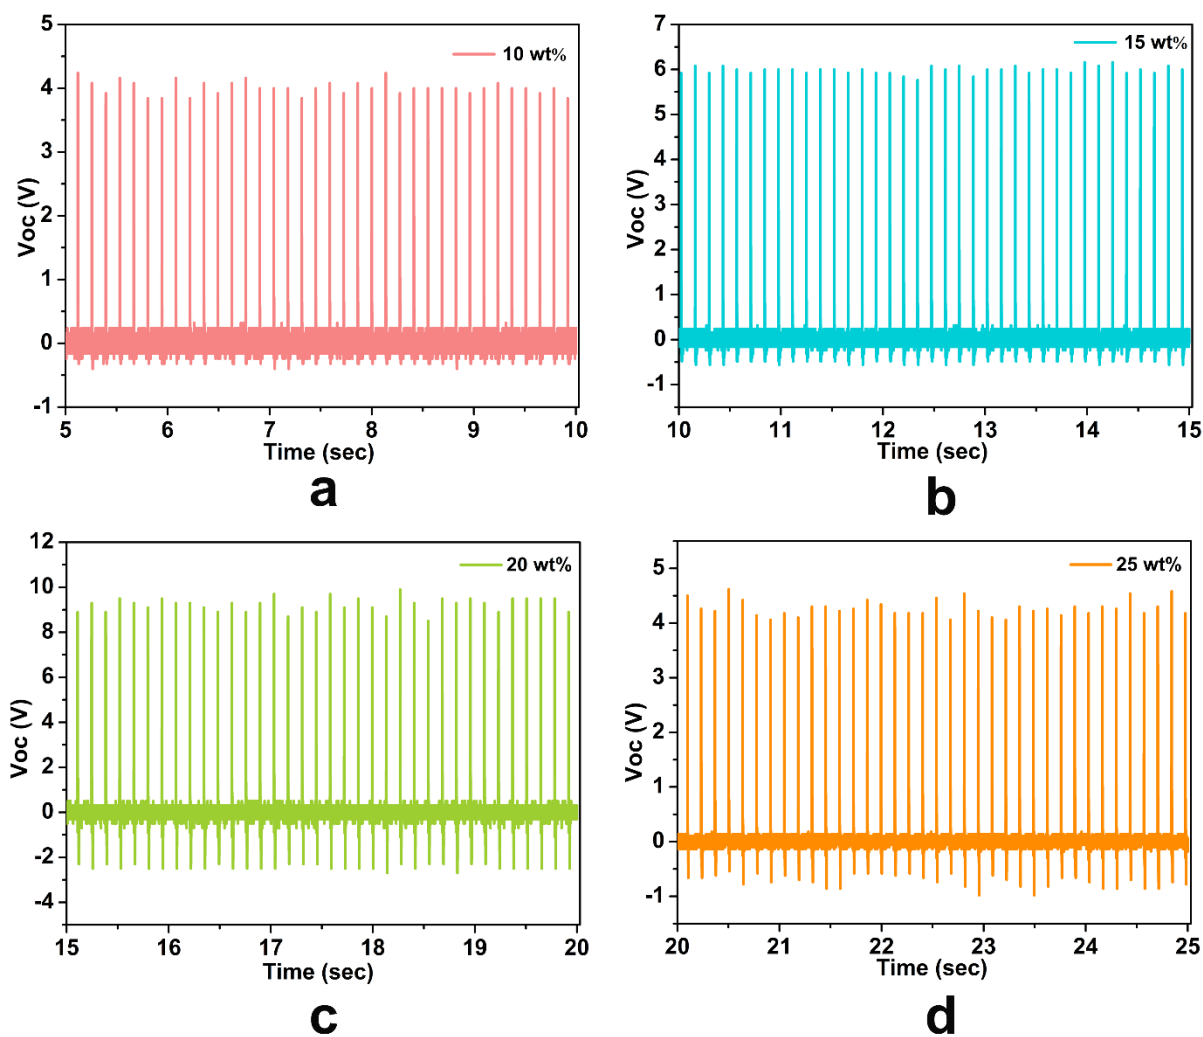 5
4
3
2
1
0
-1
Voc (V)
10 wt%
5 6 7 8 9 10
Time (sec)
a
7
6
5
4
3
2
1
0
-1
Voc (V)
15 wt%
10 11 12 13 14 15
Time (sec)
b
12
10
8
6
4
2
0
-2
-4
Voc (V)
20 wt%
15 16 17 18 19 20
Time (sec)
c
5
4
3
2
1
0
-1
Voc (V)
25 wt%
20 21 22 23 24 25
Time (sec)
d